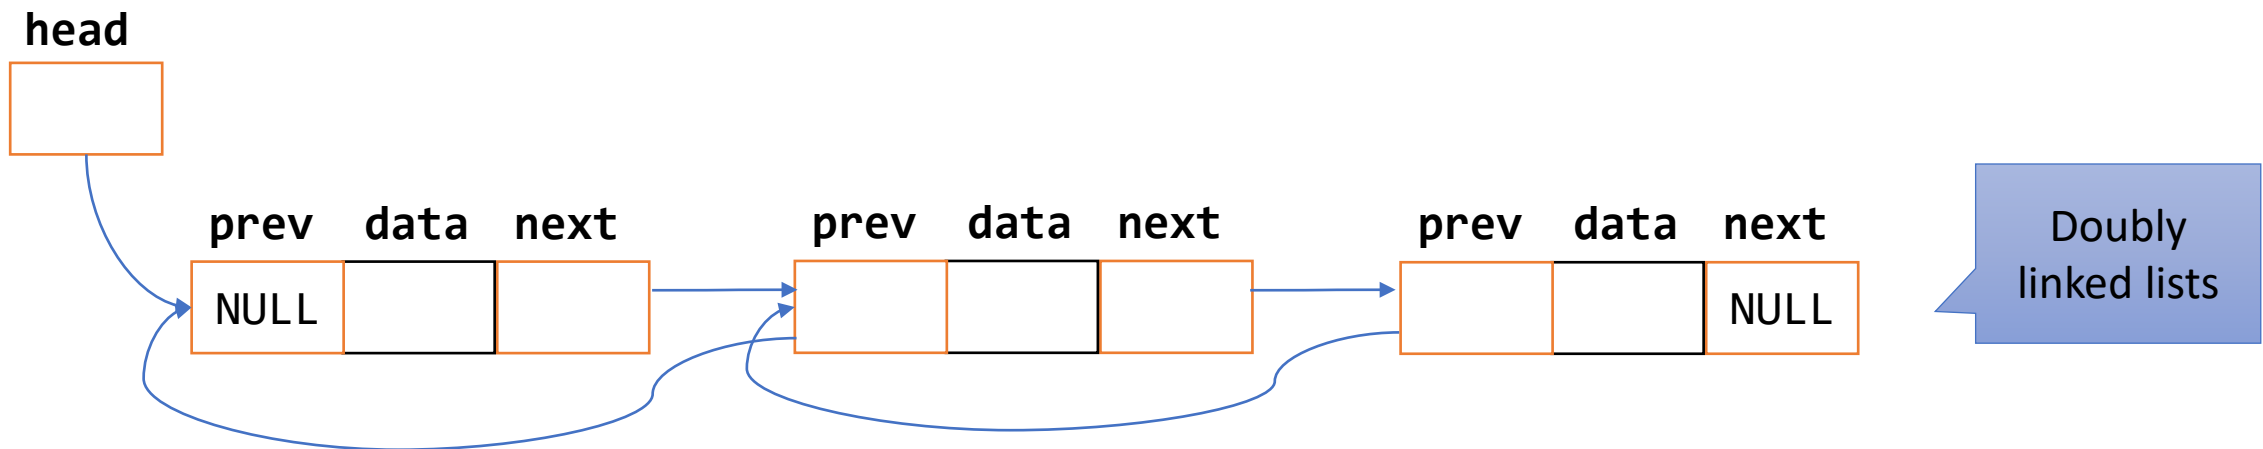 head
prev data next
prev data next
prev data next
NULL
NULL
Doubly
linked lists